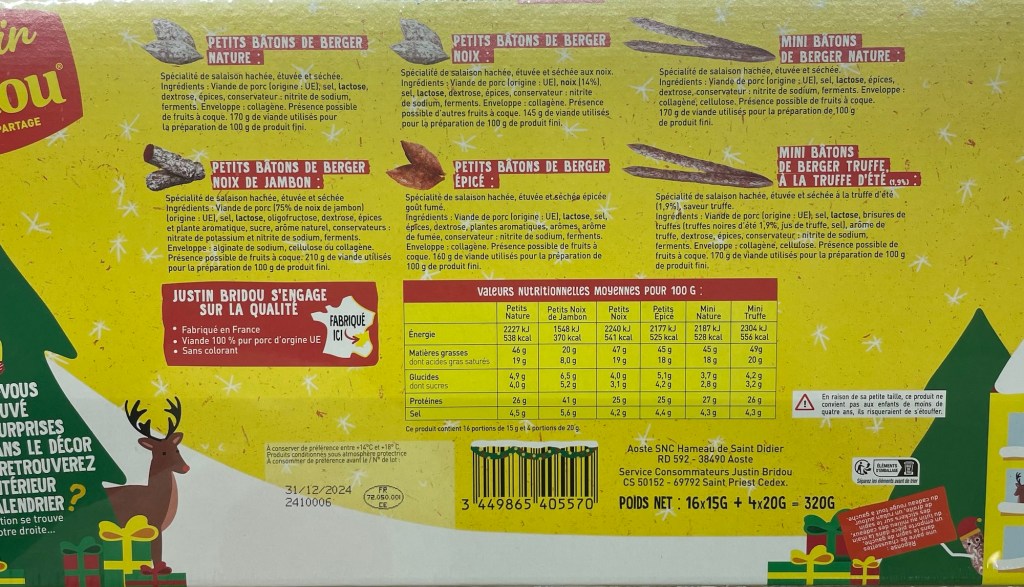 in
ou®
PARTAGE
PETITS BÂTONS DE BERGER
NATURE :
Spécialité de salaison hachée, étuvée et séchée.
Ingrédients : Viande de porc (origine : UE), sel, lactose,
dextrose, épices, conservateur : nitrite de sodium,
ferments. Enveloppe : collagène. Présence possible
de fruits à coque. 170 g de viande utilisés pour
la préparation de 100 g de produit fini.
PETITS BÂTONS DE BERGER
NOIX :
Spécialité de salaison hachée, étuvée et séchée aux noix.
Ingrédients : Viande de porc (origine : UE), noix (14%),
sel, lactose, dextrose, épices, conservateur : nitrite
de sodium, ferments. Enveloppe : collagène. Présence
possible d'autres fruits à coque. 145 g de viande utilisés
pour la préparation de 100 g de produit fini.
MINI BÂTONS
DE BERGER NATURE :
Spécialité de salaison hachée, étuvée et séchée.
Ingrédients : Viande de porc (origine : UE), sel, lactose, épices,
dextrose, conservateur : nitrite de sodium, ferments. Enveloppe :
collagène, cellulose. Présence possible de fruits à coque.
170 g de viande utilisés pour la préparation de 100 g
de produit fini.
PETITS BÂTONS DE BERGER
NOIX DE JAMBON :
Spécialité de salaison hachée, étuvée et séchée
Ingrédients : Viande de porc (75% de noix de jambon)
(origine : UE), sel, lactose, oligofructose, dextrose, épices
et plante aromatique, sucre, arôme naturel, conservateurs :
nitrate de potassium et nitrite de sodium, ferments.
Enveloppe : alginate de sodium, cellulose ou collagène.
Présence possible de fruits à coque. 210 g de viande utilisés
pour la préparation de 100 g de produit fini.
PETITS BÂTONS DE BERGER
ÉPICÉ :
Spécialité de salaison hachée, étuvée et séchée épicée
goût fumé.
Ingrédients : Viande de porc (origine : UE), lactose, sel,
épices, dextrose, plantes aromatiques, arômes, arôme
de fumée, conservateur : nitrite de sodium, ferments.
Enveloppe : collagène. Présence possible de fruits à
coque. 160 g de viande utilisés pour la préparation de
100 g de produit fini.
MINI BÂTONS
DE BERGER TRUFFE,
À LA TRUFFE D'ÉTÉ (1,9%) :
Spécialité de salaison hachée, étuvée et séchée à la truffe d'été
(1,9%), saveur truffe.
Ingrédients : Viande de porc (origine : UE), sel, lactose, brisures de
truffes (truffes noires d'été 1,9%, jus de truffe, sel), arôme de
truffe, dextrose, épices, conservateur : nitrite de sodium,
ferments. Enveloppe : collagène, cellulose. Présence possible de
fruits à coque. 170 g de viande utilisés pour la préparation de 100 g
de produit fini.
JUSTIN BRIDOU S'ENGAGE
SUR LA QUALITÉ
• Fabriqué en France
• Viande 100 % pur porc d'orgine UE
• Sans colorant
FABRIQUÉ
ICI
Valeurs nutritionnelles moyennes pour 100 g :
Petits Nature Petits Noix de Jambon Petits Noix Petits Epice Mini Nature Mini Truffe
Énergie 2227 kJ 1548 kJ 2240 kJ 2177 kJ 2187 kJ 2304 kJ
538 kcal 370 kcal 541 kcal 525 kcal 528 kcal 556 kcal
Matières grasses 46 g 20 g 47 g 45 g 45 g 49g
dont acides gras saturés 19 g 8,0 g 19 g 18 g 18 g 20 g
Glucides 4,9 g 6,5 g 4,0 g 5,1g 3,7 g 4,2 g
dont sucres 4,0 g 5,2 g 3,1 g 4,2 g 2,8 g 3,2 g
Protéines 26 g 41 g 25 g 25 g 27 g 26 g
Sel 4,5 g 5,6 g 4,2 g 4,4 g 4,3 g 4,3 g
Ce produit contient 16 portions de 15 g et 4 portions de 20 g.
En raison de sa petite taille, ce produit ne
convient pas aux enfants de moins de
quatre ans, ils risqueraient de s'étouffer.
VOUS
UVÉ
URPRISES
ANS LE DÉCOR
RETROUVEREZ
TÉRIEUR
ALENDRIER ?
tion se trouve
otre droite...
A conserver de préférence entre +14°C et +18°C.
Produits conditionnés sous atmosphère protectrice
A consommer de préférence avant le / N° de lot :
31/12/2024
2410006
FR
72.050.001
CE
3 449865 405570
Aoste SNC Hameau de Saint Didier
RD 592 - 38490 Aoste
Service Consommateurs Justin Bridou
CS 50152 - 69792 Saint Priest Cedex.
POIDS NET : 16x15G + 4x20G = 320G
FR
ÉLÉMENTS
D'EMBALLAGE
Séparez les éléments avant de trier